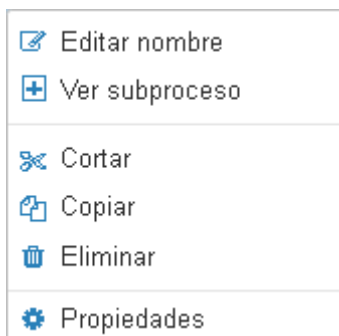 Editar nombre
Ver subproceso
Cortar
Copiar
Eliminar
Propiedades